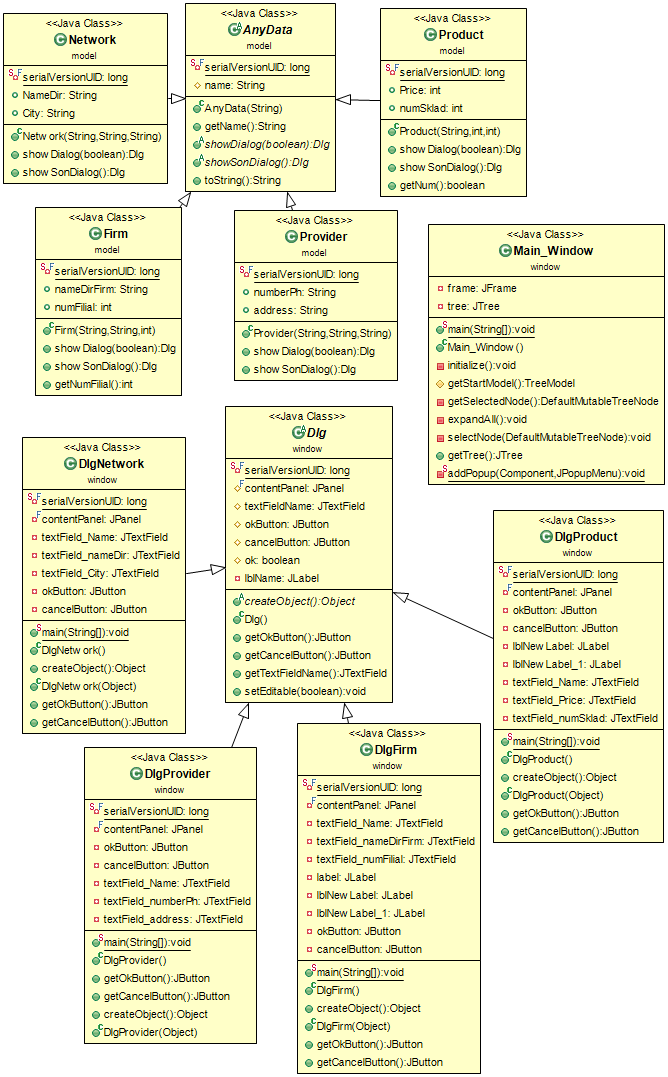 <<Java Class>>
Network
model
serialVersionUID: long
NameDir: String
City: String
Network(String,String,String)
show Dialog(boolean):Dlg
show SonDialog():Dlg
<<Java Class>>
AnyData
model
serialVersionUID: long
name: String
AnyData(String)
getName():String
showDialog(boolean):Dlg
showSonDialog():Dlg
toString():String
<<Java Class>>
Product
model
serialVersionUID: long
Price: int
numSklad: int
Product(String,int,int)
show Dialog(boolean):Dlg
show SonDialog():Dlg
getNum():boolean
<<Java Class>>
Firm
model
serialVersionUID: long
nameDirFirm: String
numFilial: int
Firm(String,String,int)
show Dialog(boolean):Dlg
show SonDialog():Dlg
getNumFilial():int
<<Java Class>>
Provider
model
serialVersionUID: long
numberPh: String
address: String
Provider(String,String,String)
show Dialog(boolean):Dlg
show SonDialog():Dlg
<<Java Class>>
Main_Window
window
frame: JFrame
tree: JTree
main(String[]):void
Main_Window ()
initialize():void
getStartModel():TreeModel
getSelectedNode():DefaultMutableTreeNode
expandAll():void
selectNode(DefaultMutableTreeNode):void
getTree():JTree
addPopup(Component,JPopupMenu):void
<<Java Class>>
Dlg
window
serialVersionUID: long
contentPanel: JPanel
textFieldName: JTextField
okButton: JButton
cancelButton: JButton
ok: boolean
lblName: JLabel
createObject():Object
Dlg()
getOkButton():JButton
getCancelButton():JButton
getTextFieldName():JTextField
setEditable(boolean):void
<<Java Class>>
DlgNetwork
window
serialVersionUID: long
contentPanel: JPanel
textField_Name: JTextField
textField_nameDir: JTextField
textField_City: JTextField
okButton: JButton
cancelButton: JButton
main(String[]):void
DlgNetw ork()
createObject():Object
DlgNetw ork(Object)
getOkButton():JButton
getCancelButton():JButton
<<Java Class>>
DlgProduct
window
serialVersionUID: long
contentPanel: JPanel
okButton: JButton
cancelButton: JButton
lblNew Label: JLabel
lblNew Label_1: JLabel
textField_Name: JTextField
textField_Price: JTextField
textField_numSklad: JTextField
main(String[]):void
DlgProduct()
createObject():Object
DlgProduct(Object)
getOkButton():JButton
getCancelButton():JButton
<<Java Class>>
DlgProvider
window
serialVersionUID: long
contentPanel: JPanel
okButton: JButton
cancelButton: JButton
textField_Name: JTextField
textField_numberPh: JTextField
textField_address: JTextField
main(String[]):void
DlgProvider()
getOkButton():JButton
getCancelButton():JButton
createObject():Object
DlgProvider(Object)
<<Java Class>>
DlgFirm
window
serialVersionUID: long
contentPanel: JPanel
textField_Name: JTextField
textField_nameDirFirm: JTextField
textField_numFilial: JTextField
label: JLabel
lblNew Label: JLabel
lblNew Label_1: JLabel
okButton: JButton
cancelButton: JButton
main(String[]):void
DlgFirm()
createObject():Object
DlgFirm(Object)
getOkButton():JButton
getCancelButton():JButton